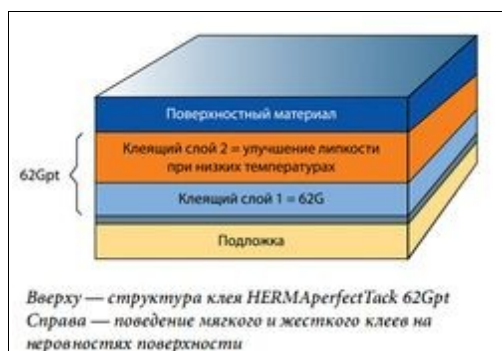 Поверхностный материал
Клеящий слой 2 = улучшение липкости
при низких температурах
62Gpt
Клеящий слой 1 = 62G
Подложка
Вверху — структура клея HERMAperfectTack 62Gpt
Справа — поведение мягкого и жесткого клеев на
неровностях поверхности